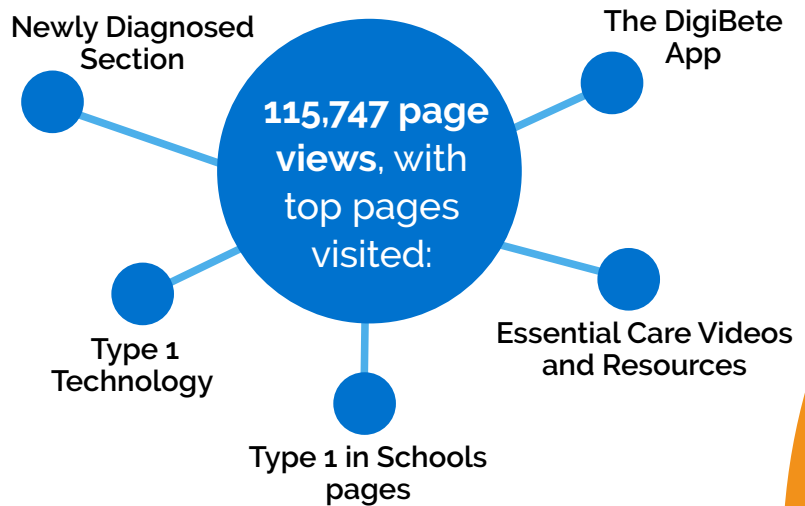 Newly Diagnosed
Section
The DigiBete
App
115,747 page
views, with
top pages
visited:
Type 1
Technology
Essential Care Videos
and Resources
Type 1 in Schools
pages